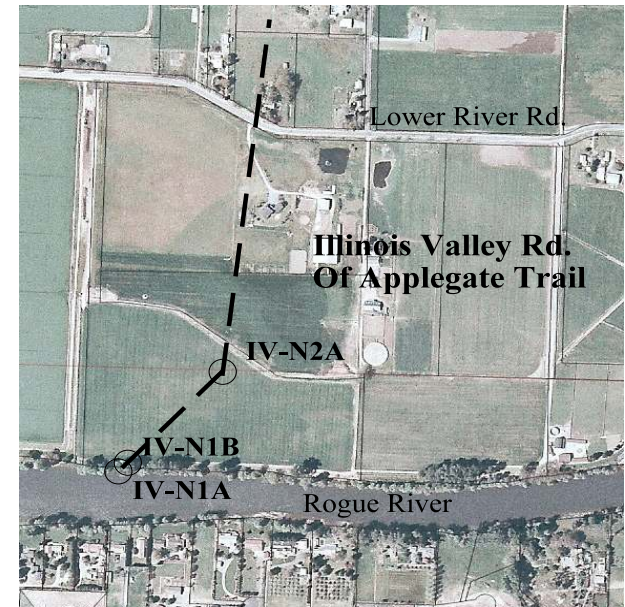 Lower River Rd.
Illinois Valley Rd.
Of Applegate Trail
IV-N2A
IV-N1B
IV-N1A
Rogue River